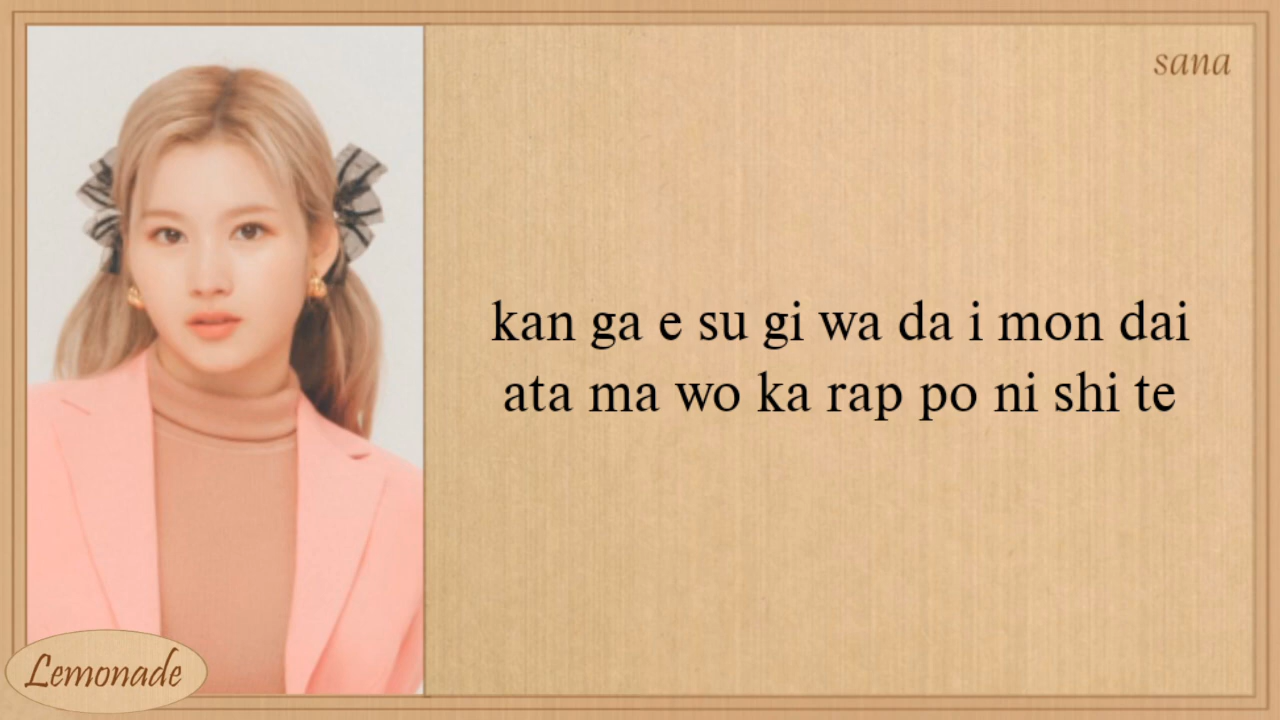 sana
kan ga e su gi wa da i mon dai
ata ma wo ka rap po ni shi te
Lemonade